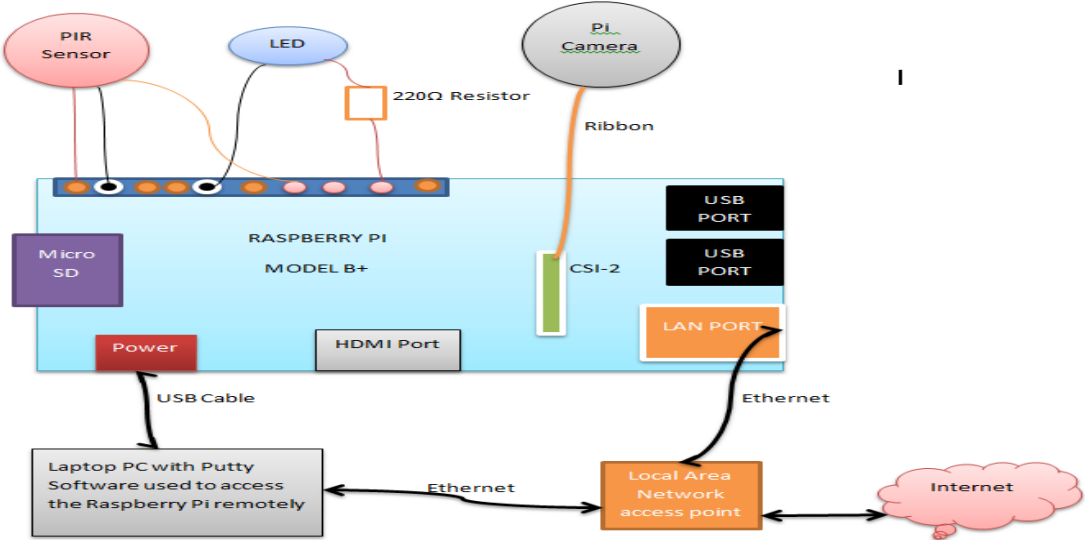 PIR
Sensor
LED
Pi
Camera
220Ω Resistor
Ribbon
USB
PORT
RASPBERRY PI
MODEL B+
Micro
SD
USB
PORT
CSI-2
LAN PORT
Power
HDMI Port
USB Cable
Ethernet
Laptop PC with Putty
Software used to access
the Raspberry Pi remotely
Ethernet
Local Area
Network
access point
Internet